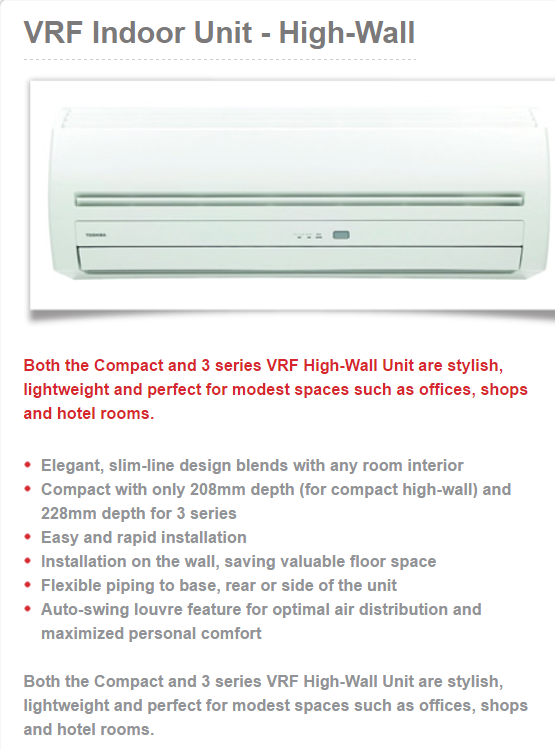 VRF Indoor Unit - High-Wall
TOSHIBA
Both the Compact and 3 series VRF High-Wall Unit are stylish,
lightweight and perfect for modest spaces such as offices, shops
and hotel rooms.
Elegant, slim-line design blends with any room interior
Compact with only 208mm depth (for compact high-wall) and
228mm depth for 3 series
Easy and rapid installation
Installation on the wall, saving valuable floor space
Flexible piping to base, rear or side of the unit
Auto-swing louvre feature for optimal air distribution and
maximized personal comfort
Both the Compact and 3 series VRF High-Wall Unit are stylish,
lightweight and perfect for modest spaces such as offices, shops
and hotel rooms.